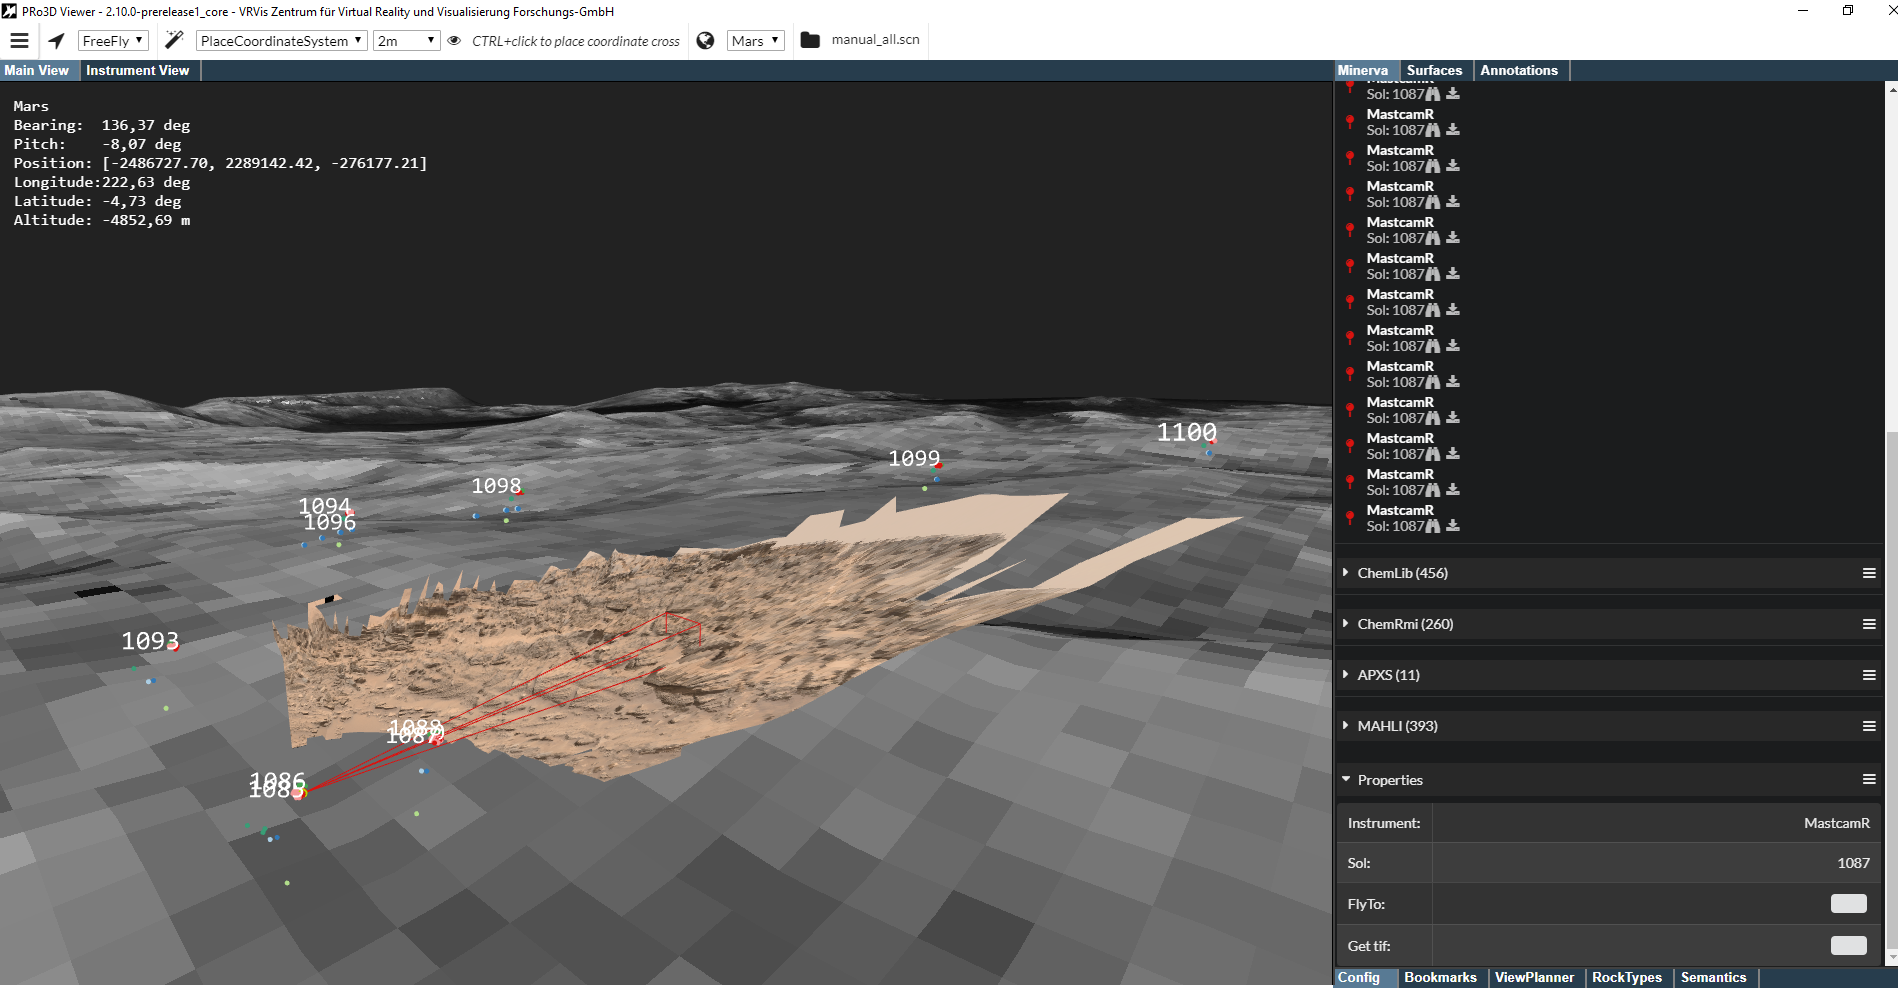 PRo3D Viewer - 2.10.0-prerelease1_core - VRVis Zentrum für Virtual Reality und Visualisierung Forschungs-GmbH
FreeFly PlaceCoordinateSystem 2m CTRL+click to place coordinate cross Mars manual_all.scn
Main View Instrument View
Minerva Surfaces Annotations
Mars
Bearing: 136,37 deg
Pitch: -8,07 deg
Position: [-2486727.70, 2289142.42, -276177.21]
Longitude:222,63 deg
Latitude: -4,73 deg
Altitude: -4852,69 m
1100
1099
1098
1094
1096
1093
1088
1087
1086
1085
MastcamR
Sol: 1087
MastcamR
Sol: 1087
MastcamR
Sol: 1087
MastcamR
Sol: 1087
MastcamR
Sol: 1087
MastcamR
Sol: 1087
MastcamR
Sol: 1087
MastcamR
Sol: 1087
MastcamR
Sol: 1087
MastcamR
Sol: 1087
MastcamR
Sol: 1087
MastcamR
Sol: 1087
MastcamR
Sol: 1087
ChemLib (456)
ChemRmi (260)
APXS (11)
MAHLI (393)
Properties
Instrument: MastcamR
Sol: 1087
FlyTo:
Get tif:
Config Bookmarks ViewPlanner RockTypes Semantics